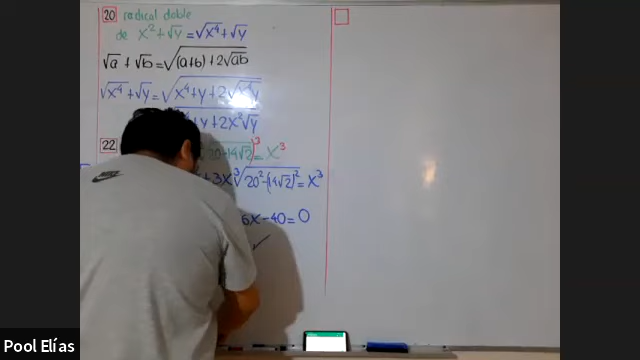 20 radical doble
de x² + √y = √x⁴ + √y
√a + √b = √(a+b) + 2√ab
√x⁴ + √y = √x⁴ + y + 2√x⁴y
+ y + 2x²√y
22
20 - 14√2)³ = x³
+ 3x ∛20² - (14√2)² = x³
6x - 40 = 0
Pool Elías